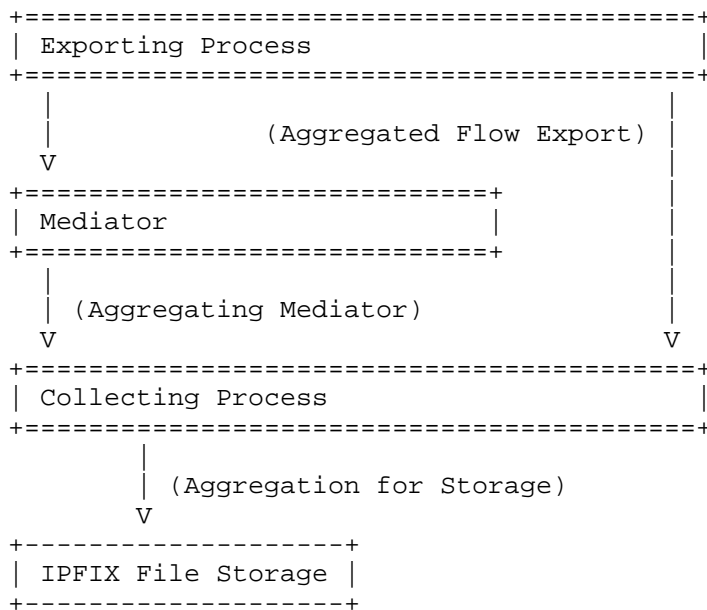 Exporting Process
(Aggregated Flow Export)
V
Mediator
(Aggregating Mediator)
V V
Collecting Process
(Aggregation for Storage)
V
IPFIX File Storage